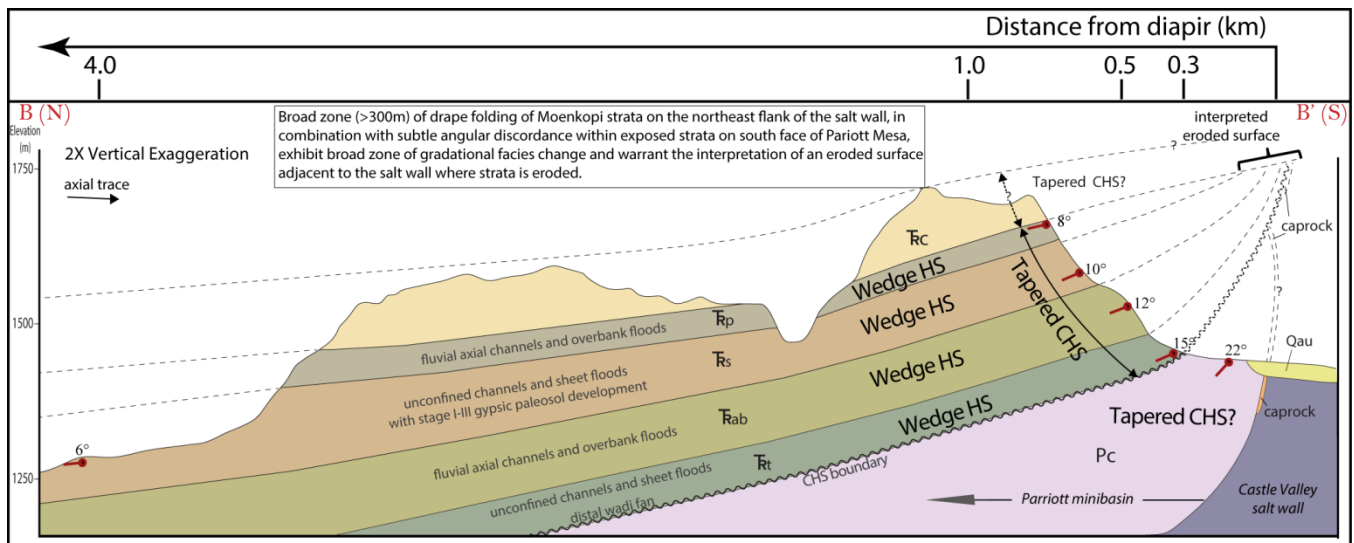 Distance from diapir (km)
4.0
1.0
0.5
0.3
B (N)
B' (S)
Elevation
(m)
1750
1500
1250
2X Vertical Exaggeration
axial trace
Broad zone (>300m) of drape folding of Moenkopi strata on the northeast flank of the salt wall, in
combination with subtle angular discordance within exposed strata on south face of Pariott Mesa,
exhibit broad zone of gradational facies change and warrant the interpretation of an eroded surface
adjacent to the salt wall where strata is eroded.
interpreted
eroded surface
?
?
Tapered CHS?
caprock
8°
TRc
Wedge HS
Tapered CHS
10°
Wedge HS
12°
TRp
fluvial axial channels and overbank floods
TRs
unconfined channels and sheet floods
with stage I-III gypsic paleosol development
Wedge HS
15°
22°
?
Qau
caprock
6°
TRab
fluvial axial channels and overbank floods
Wedge HS
Tapered CHS?
TRt
unconfined channels and sheet floods
distal wadi fan
CHS boundary
Pc
Parriott minibasin
Castle Valley
salt wall